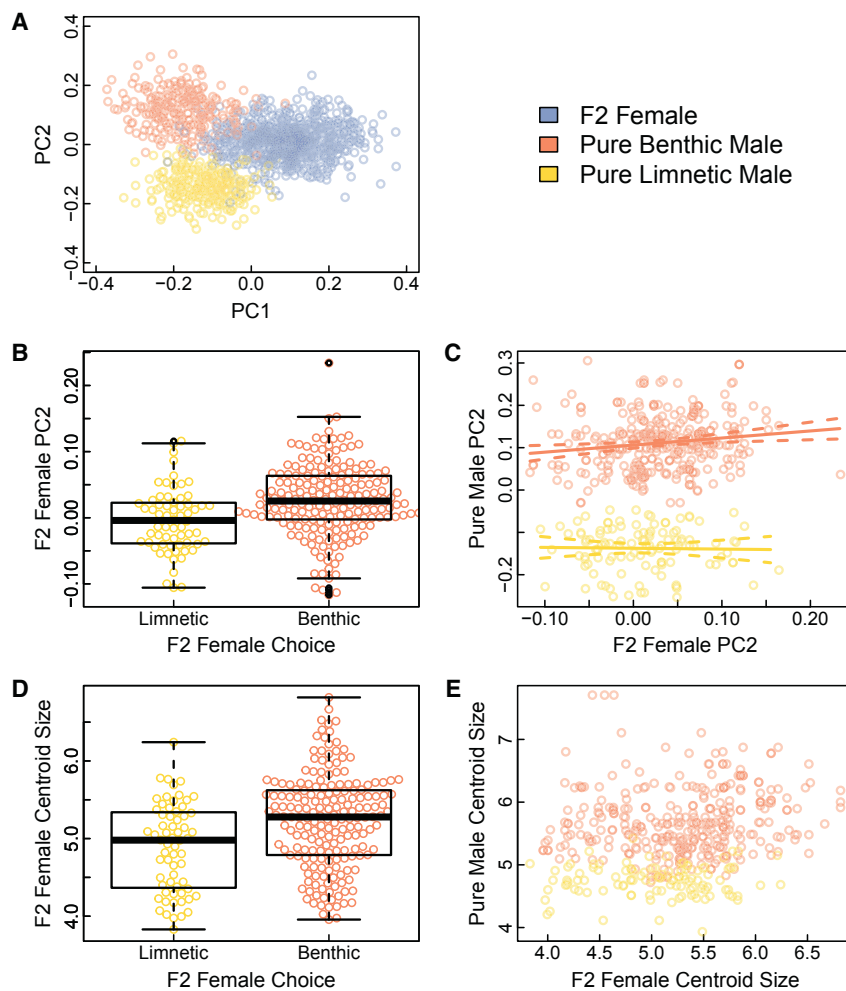 A
PC2
0.4
0.2
0.0
−0.2
−0.4
−0.4
−0.2
0.0
0.2
0.4
PC1
F2 Female
Pure Benthic Male
Pure Limnetic Male
B
F2 Female PC2
0.20
0.10
0.00
−0.10
Limnetic
Benthic
F2 Female Choice
C
Pure Male PC2
0.3
0.1
0.0
−0.2
−0.10
0.00
0.10
0.20
F2 Female PC2
D
F2 Female Centroid Size
6.0
5.0
4.0
Limnetic
Benthic
F2 Female Choice
E
Pure Male Centroid Size
7
6
5
4
4.0
4.5
5.0
5.5
6.0
6.5
F2 Female Centroid Size